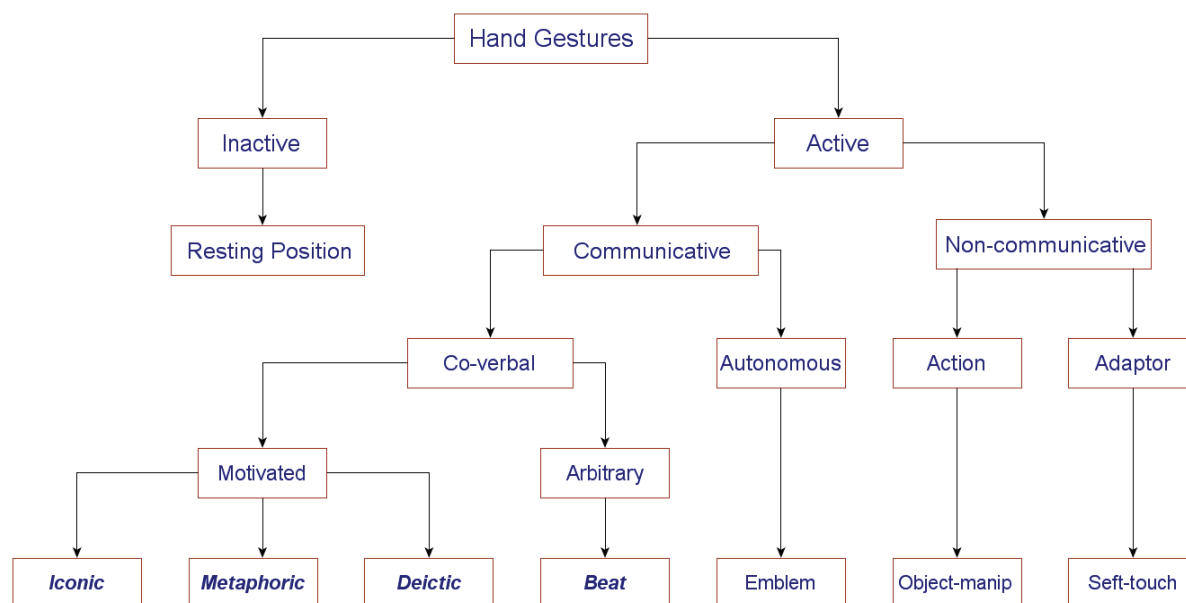 Hand Gestures
Inactive
Active
Resting Position
Communicative
Non-communicative
Co-verbal
Autonomous
Action
Adaptor
Motivated
Arbitrary
Iconic
Metaphoric
Deictic
Beat
Emblem
Object-manip
Seft-touch